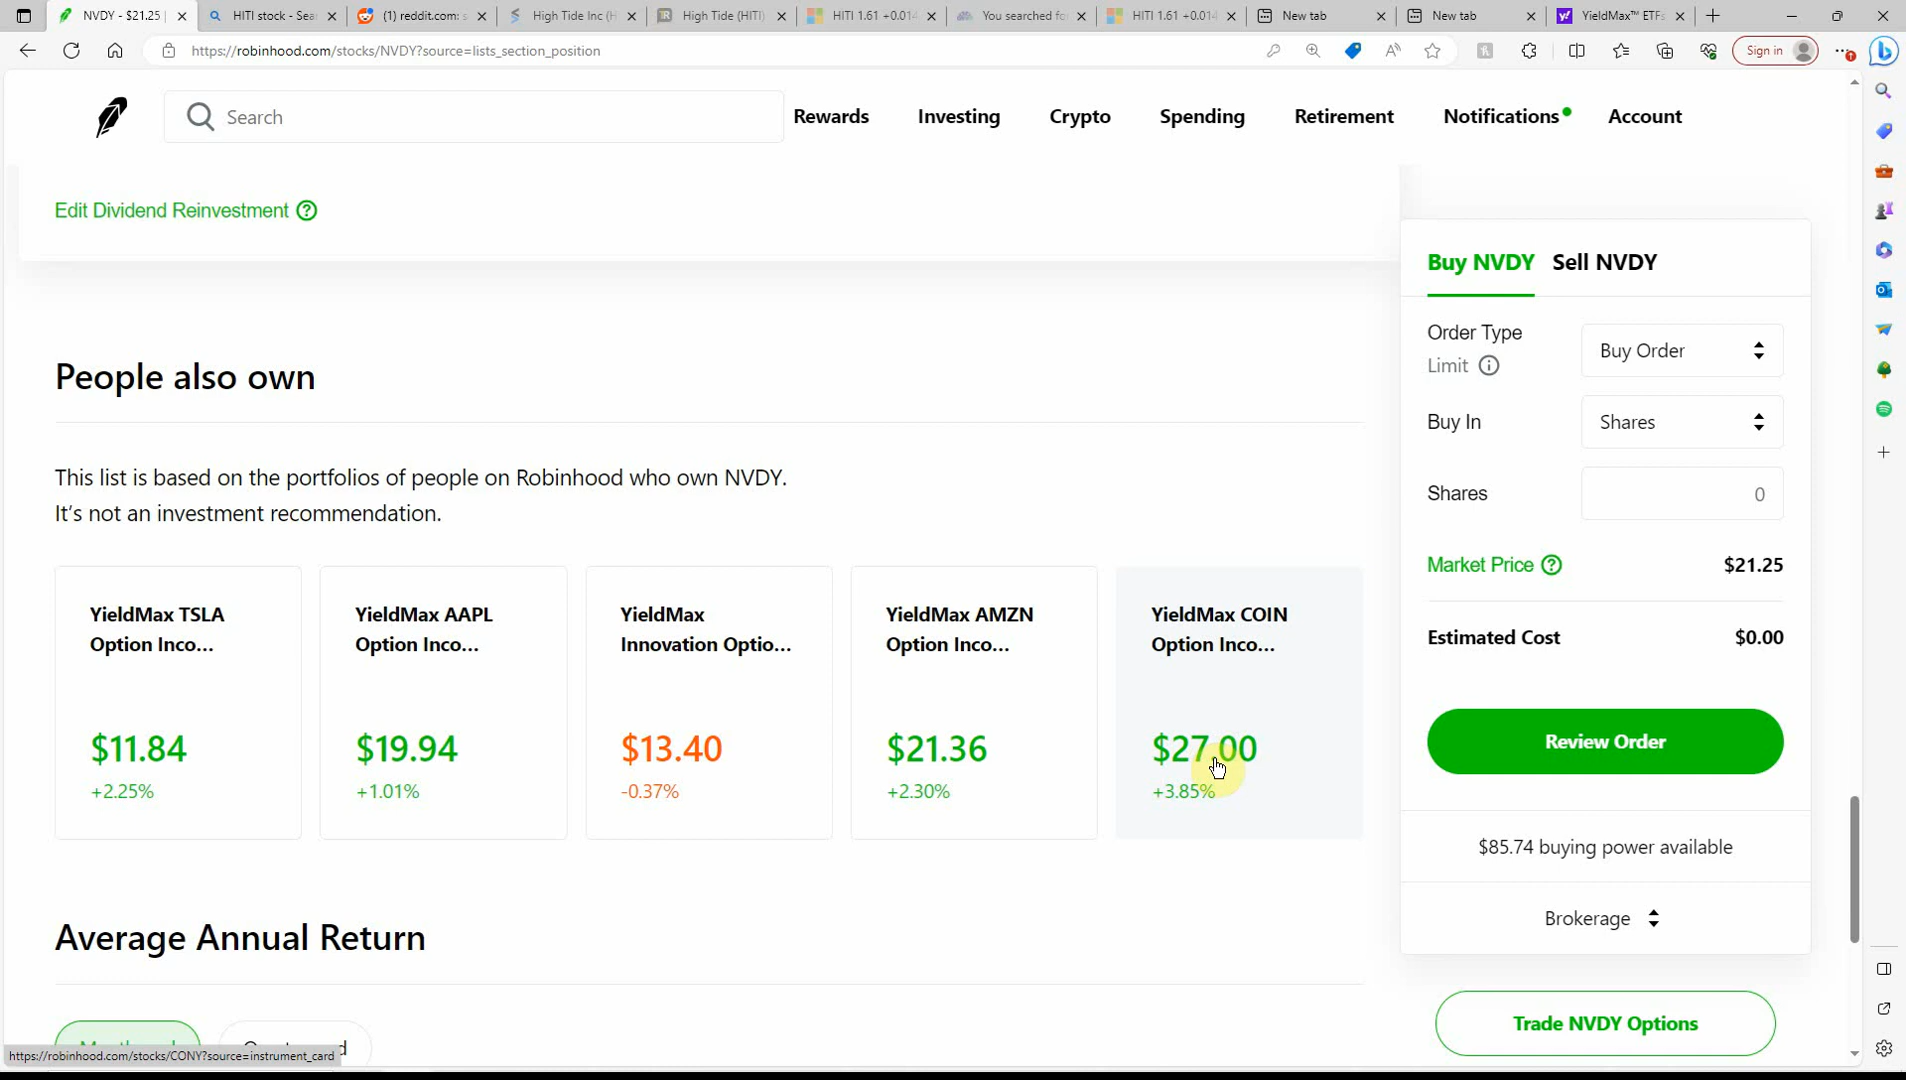 NVDY - $21.25
HITI stock - Sea
(1) reddit.com: s
High Tide Inc (H
High Tide (HITI)
HITI 1.61 +0.014
You searched fo
HITI 1.61 +0.014
New tab
New tab
YieldMax™ ETFs
https://robinhood.com/stocks/NVDY?source=lists_section_position
Sign in
Search
Rewards
Investing
Crypto
Spending
Retirement
Notifications
Account
Edit Dividend Reinvestment
People also own
This list is based on the portfolios of people on Robinhood who own NVDY.
It's not an investment recommendation.
YieldMax TSLA
Option Inco...
$11.84
+2.25%
YieldMax AAPL
Option Inco...
$19.94
+1.01%
YieldMax
Innovation Optio...
$13.40
-0.37%
YieldMax AMZN
Option Inco...
$21.36
+2.30%
YieldMax COIN
Option Inco...
$27.00
+3.85%
Average Annual Return
https://robinhood.com/stocks/CONY?source=instrument_card
Buy NVDY
Sell NVDY
Order Type
Limit
Buy Order
Buy In
Shares
Shares
0
Market Price
$21.25
Estimated Cost
$0.00
Review Order
$85.74 buying power available
Brokerage
Trade NVDY Options